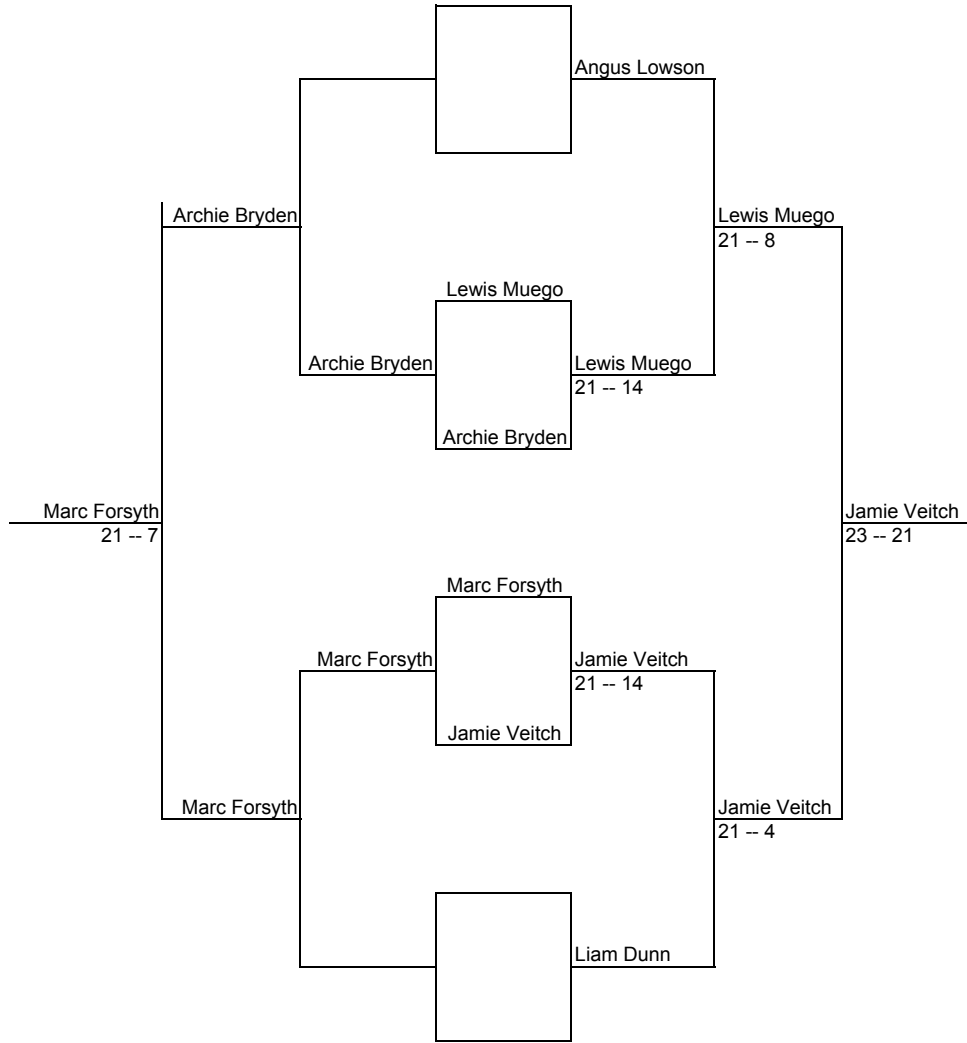 Angus Lowson
Archie Bryden
Lewis Muego
21 -- 8
Lewis Muego
Archie Bryden
Lewis Muego
21 -- 14
Archie Bryden
Marc Forsyth
21 -- 7
Jamie Veitch
23 -- 21
Marc Forsyth
Marc Forsyth
Jamie Veitch
21 -- 14
Jamie Veitch
Marc Forsyth
Jamie Veitch
21 -- 4
Liam Dunn